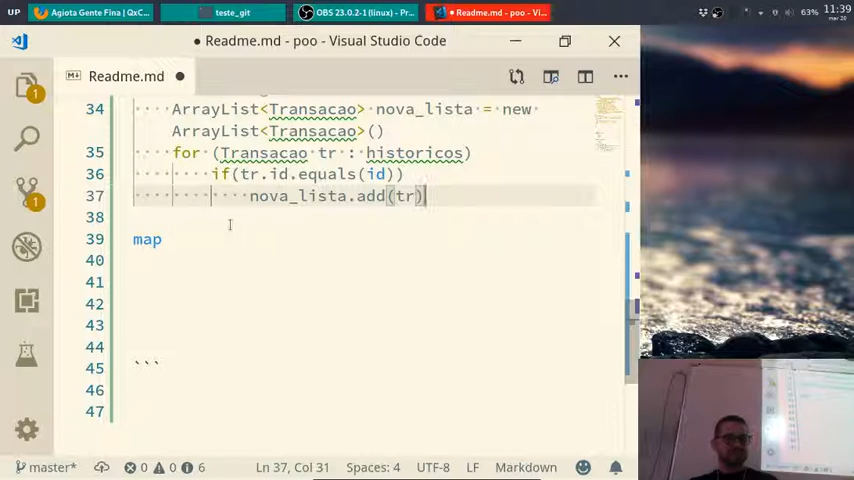 UP
Agiota Gente Fina | QxC...
teste_git
OBS 23.0.2-1 (linux) - Pr...
● Readme.md - poo - Vi...
63%
11:39
● Readme.md - poo - Visual Studio Code
Readme.md ●
34 ····ArrayList<Transacao> nova_lista = new·
ArrayList<Transacao>()
35 ····for·(Transacao tr : historicos)
36 ········if(tr.id.equals(id))
37 ············nova_lista.add(tr)
38
39 map
40
41
42
43
44
45 ```
46
47
1
1
master*
0
0
6
Ln 37, Col 31
Spaces: 4
UTF-8
LF
Markdown